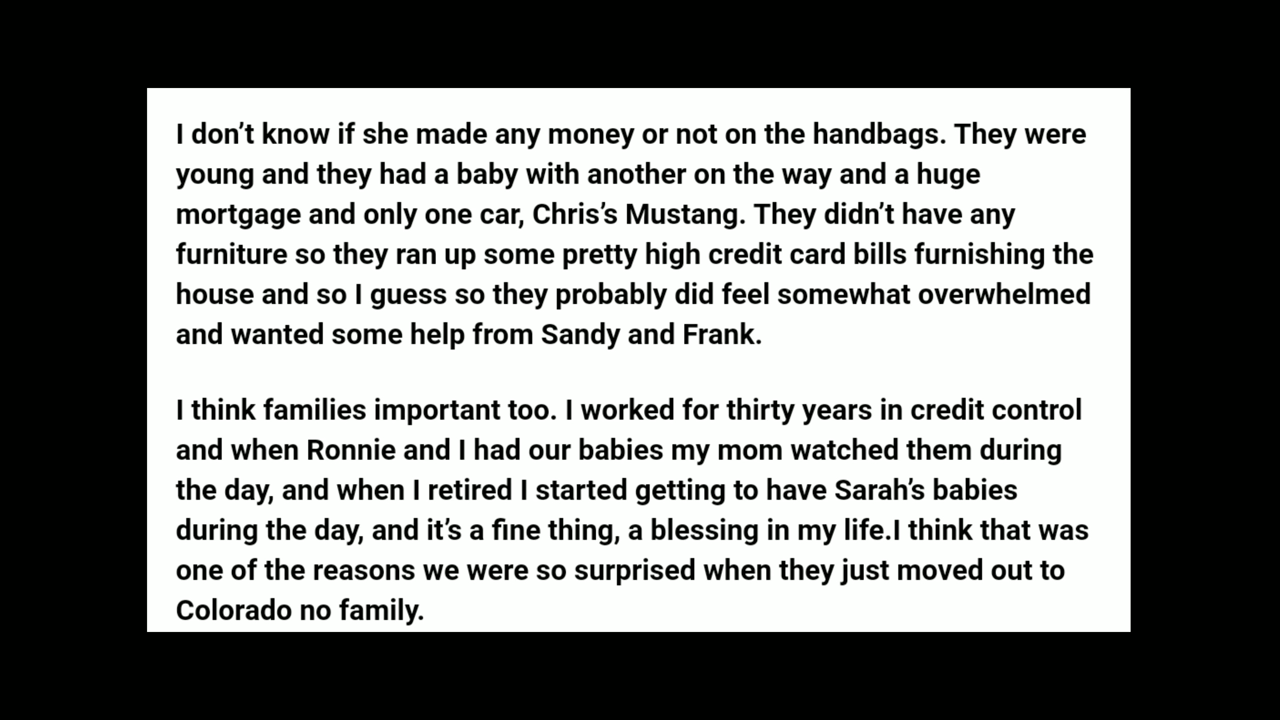 I don’t know if she made any money or not on the handbags. They were
young and they had a baby with another on the way and a huge
mortgage and only one car, Chris’s Mustang. They didn’t have any
furniture so they ran up some pretty high credit card bills furnishing the
house and so I guess so they probably did feel somewhat overwhelmed
and wanted some help from Sandy and Frank.
I think families important too. I worked for thirty years in credit control
and when Ronnie and I had our babies my mom watched them during
the day, and when I retired I started getting to have Sarah’s babies
during the day, and it’s a fine thing, a blessing in my life.I think that was
one of the reasons we were so surprised when they just moved out to
Colorado no family.